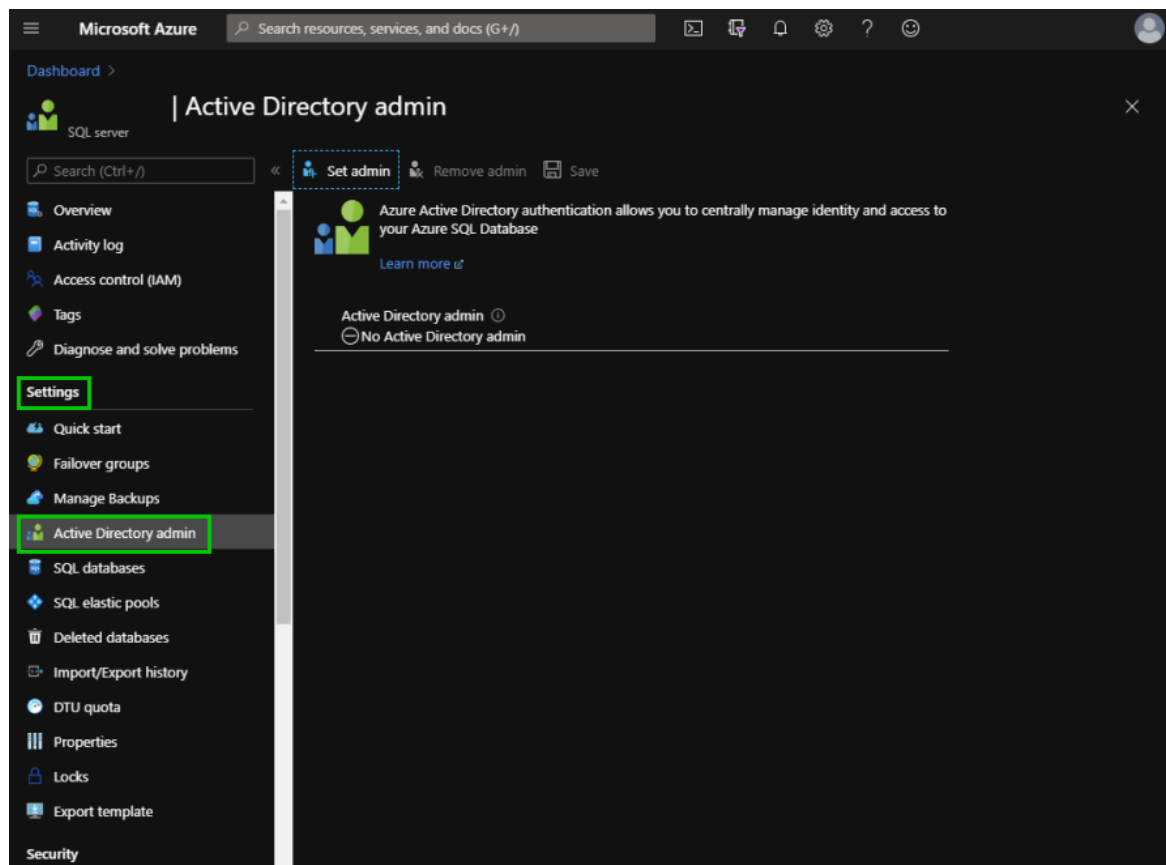 Microsoft Azure
Search resources, services, and docs (G+/)
Dashboard >
| Active Directory admin
SQL server
Search (Ctrl+/)
Set admin
Remove admin
Save
Overview
Activity log
Access control (IAM)
Tags
Diagnose and solve problems
Settings
Quick start
Failover groups
Manage Backups
Active Directory admin
SQL databases
SQL elastic pools
Deleted databases
Import/Export history
DTU quota
Properties
Locks
Export template
Security
Azure Active Directory authentication allows you to centrally manage identity and access to
your Azure SQL Database
Learn more
Active Directory admin
No Active Directory admin